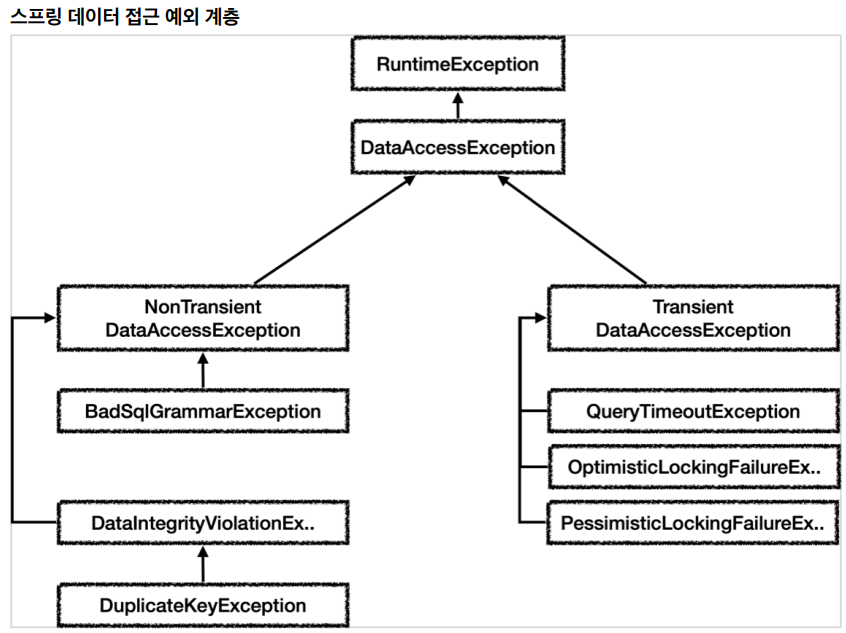 스프링 데이터 접근 예외 계층
RuntimeException
DataAccessException
NonTransient
DataAccessException
Transient
DataAccessException
BadSqlGrammarException
QueryTimeoutException
OptimisticLockingFailureEx..
DataIntegrityViolationEx..
PessimisticLockingFailureEx..
DuplicateKeyException